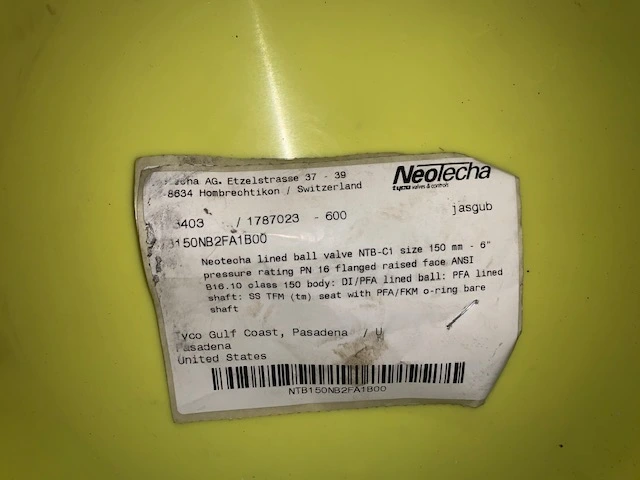 AG. Etzelstrasse 37 - 39
8634 Hombrechtikon / Switzerland
NeoTecha
tyco valves & controls
3403 / 1787023 - 600
jasgub
150NB2FA1B00
Neotecha lined ball valve NTB-C1 size 150 mm - 6"
pressure rating PN 16 flanged raised face ANSI
B16.10 class 150 body: DI/PFA lined ball: PFA lined
shaft: SS TFM (tm) seat with PFA/FKM o-ring bare
shaft
Tyco Gulf Coast, Pasadena / U
Pasadena
United States
NTB150NB2FA1B00